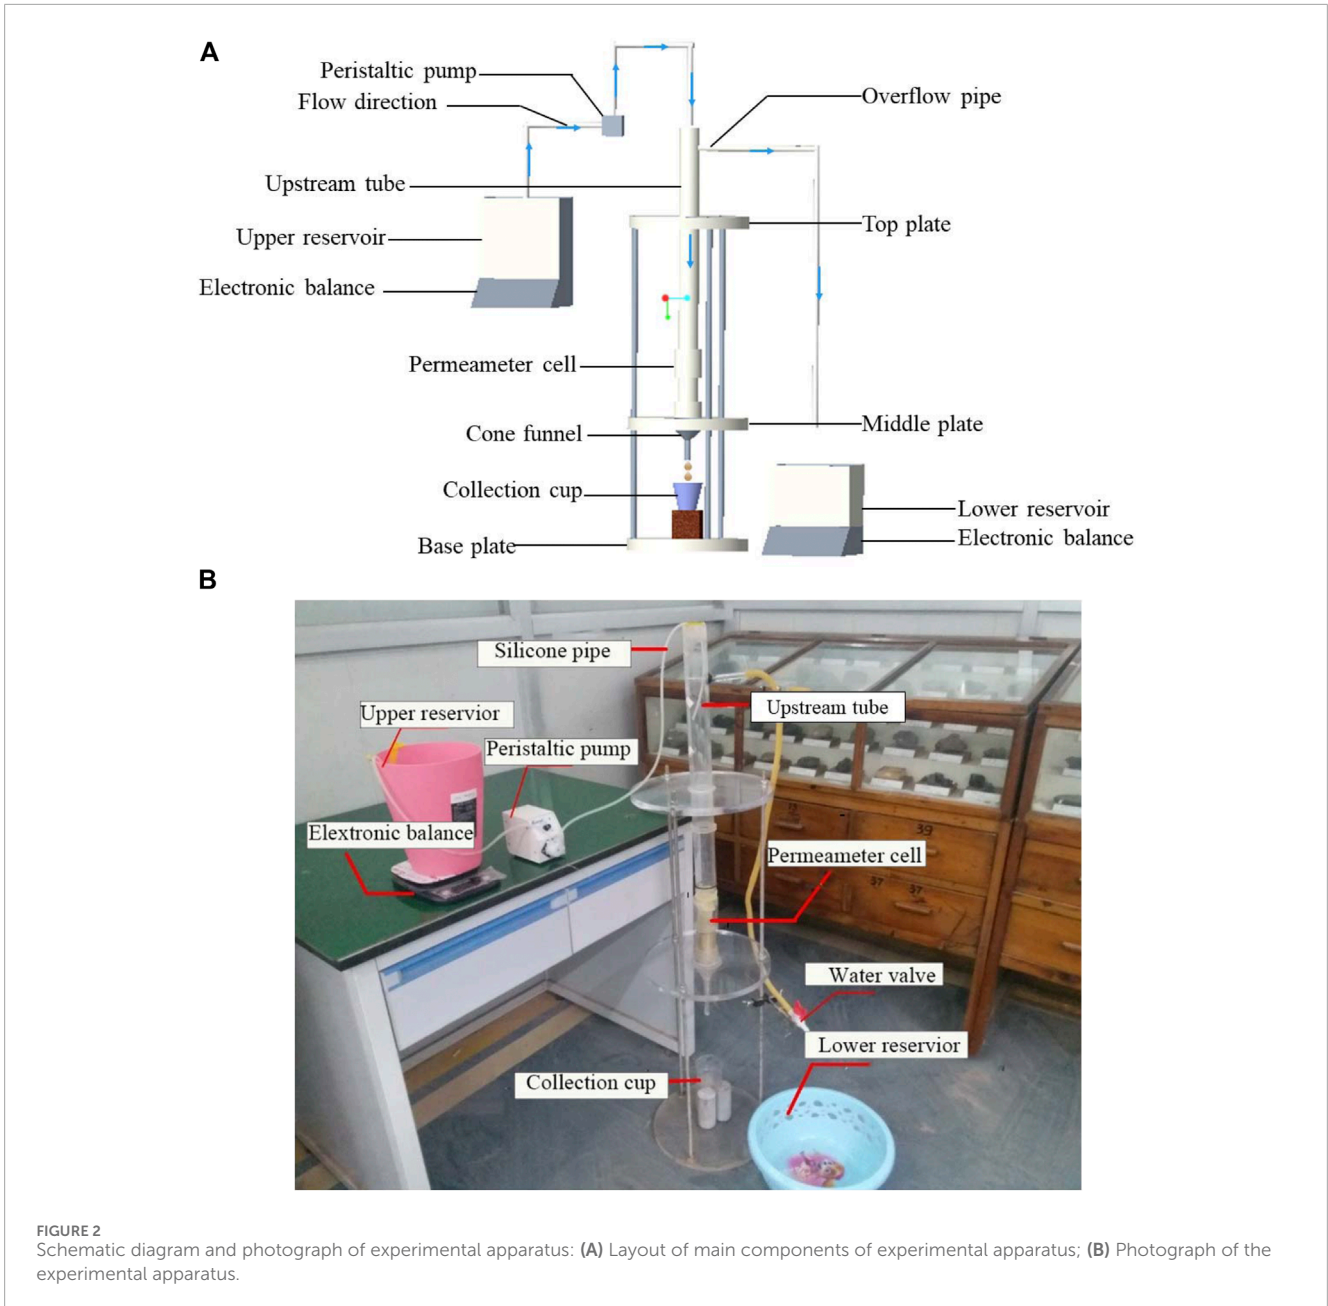 A
Peristaltic pump
Flow direction
Overflow pipe
Upstream tube
Top plate
Upper reservoir
Electronic balance
Permeameter cell
Middle plate
Cone funnel
Collection cup
Lower reservoir
Electronic balance
Base plate
B
Silicone pipe
Upstream tube
Upper reservior
Peristaltic pump
Elextronic balance
39
Permeameter cell
37
37
Water valve
Lower reservior
Collection cup
FIGURE 2
Schematic diagram and photograph of experimental apparatus: (A) Layout of main components of experimental apparatus; (B) Photograph of the
experimental apparatus.